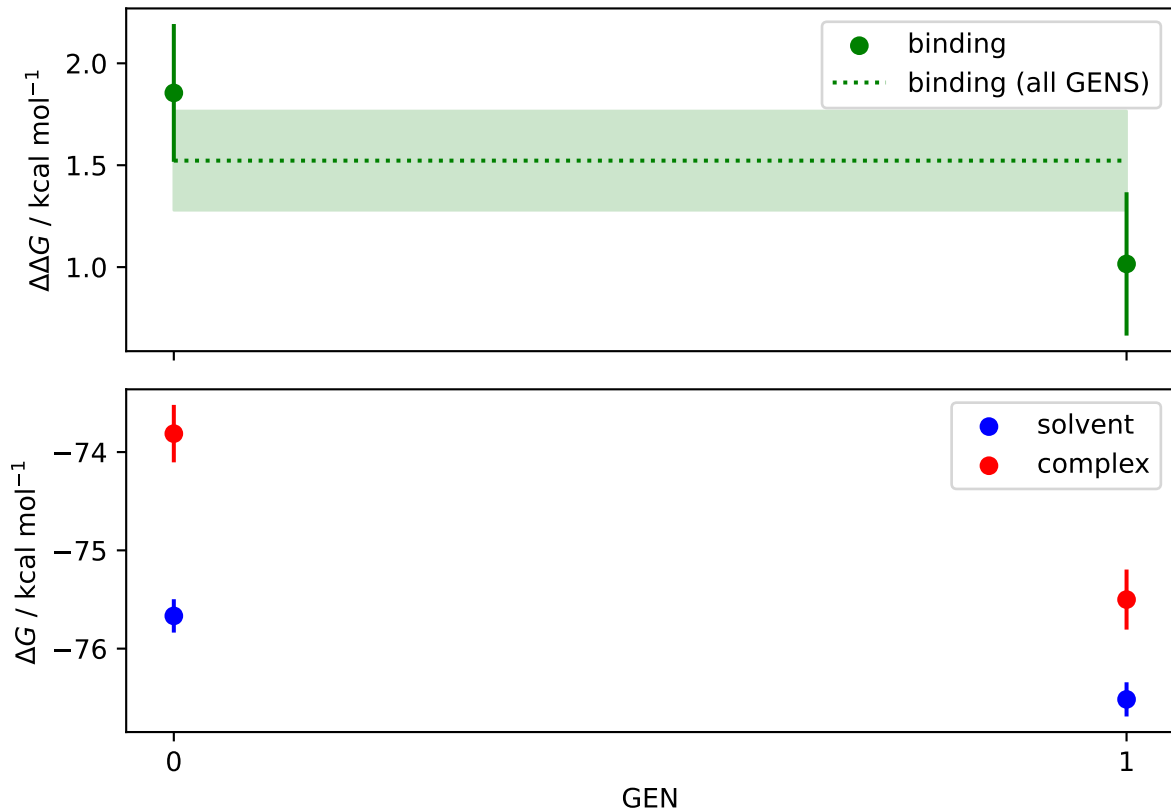 ΔΔG / kcal mol⁻¹
2.0
1.5
1.0
binding
binding (all GENS)
ΔG / kcal mol⁻¹
−74
−75
−76
solvent
complex
0
1
GEN